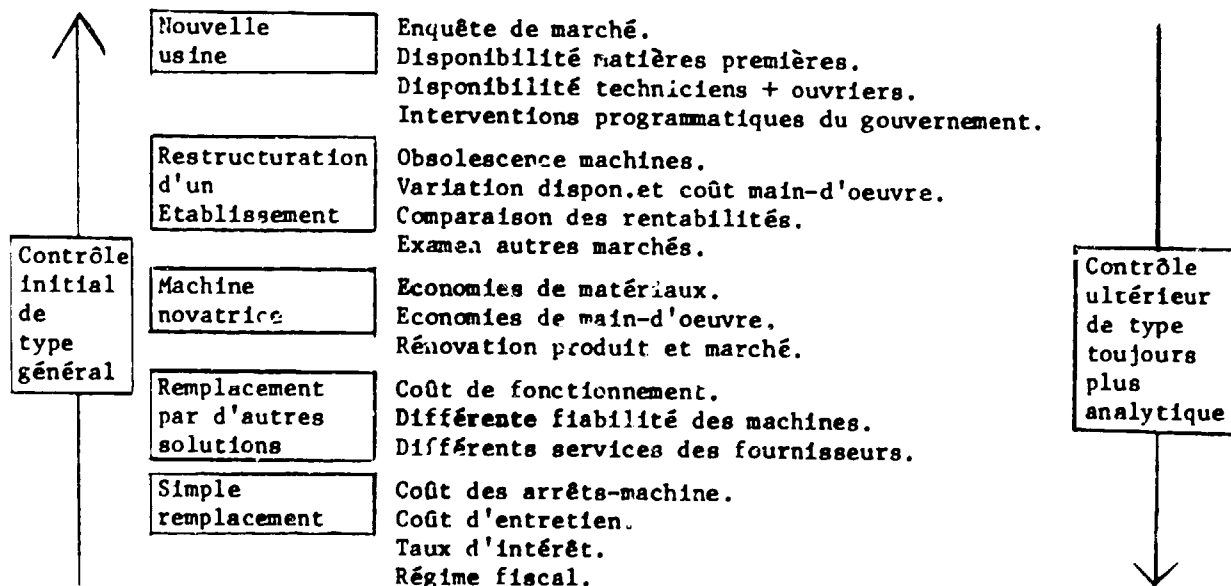 Nouvelle
usine
Enquête de marché.
Disponibilité matières premières.
Disponibilité techniciens + ouvriers.
Interventions programmatiques du gouvernement.
Restructuration
d'un
Etablissement
Obsolescence machines.
Variation dispon.et coût main-d'oeuvre.
Comparaison des rentabilités.
Examen autres marchés.
Contrôle
initial
de
type
général
Machine
novatrice
Economies de matériaux.
Economies de main-d'oeuvre.
Rénovation produit et marché.
Remplacement
par d'autres
solutions
Coût de fonctionnement.
Différente fiabilité des machines.
Différents services des fournisseurs.
Simple
remplacement
Coût des arrêts-machine.
Coût d'entretien.
Taux d'intérêt.
Régime fiscal.
Contrôle
ultérieur
de type
toujours
plus
analytique